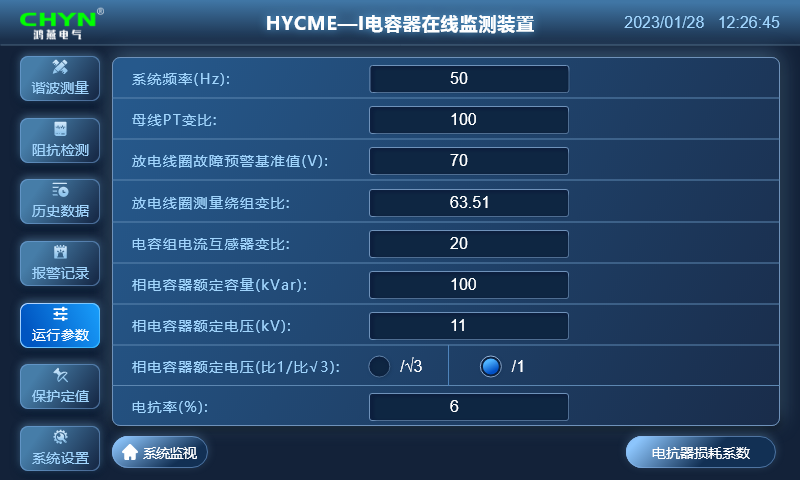 CHYN®
鸿蓥电气
HYCME—I电容器在线监测装置
2023/01/28 12:26:45
谐波测量
阻抗检测
历史数据
报警记录
运行参数
保护定值
系统设置
系统频率(Hz): 50
母线PT变比: 100
放电线圈故障预警基准值(V): 70
放电线圈测量绕组变比: 63.51
电容组电流互感器变比: 20
相电容器额定容量(kVar): 100
相电容器额定电压(kV): 11
相电容器额定电压(比1/比√3): /√3 /1
电抗率(%): 6
系统监视
电抗器损耗系数